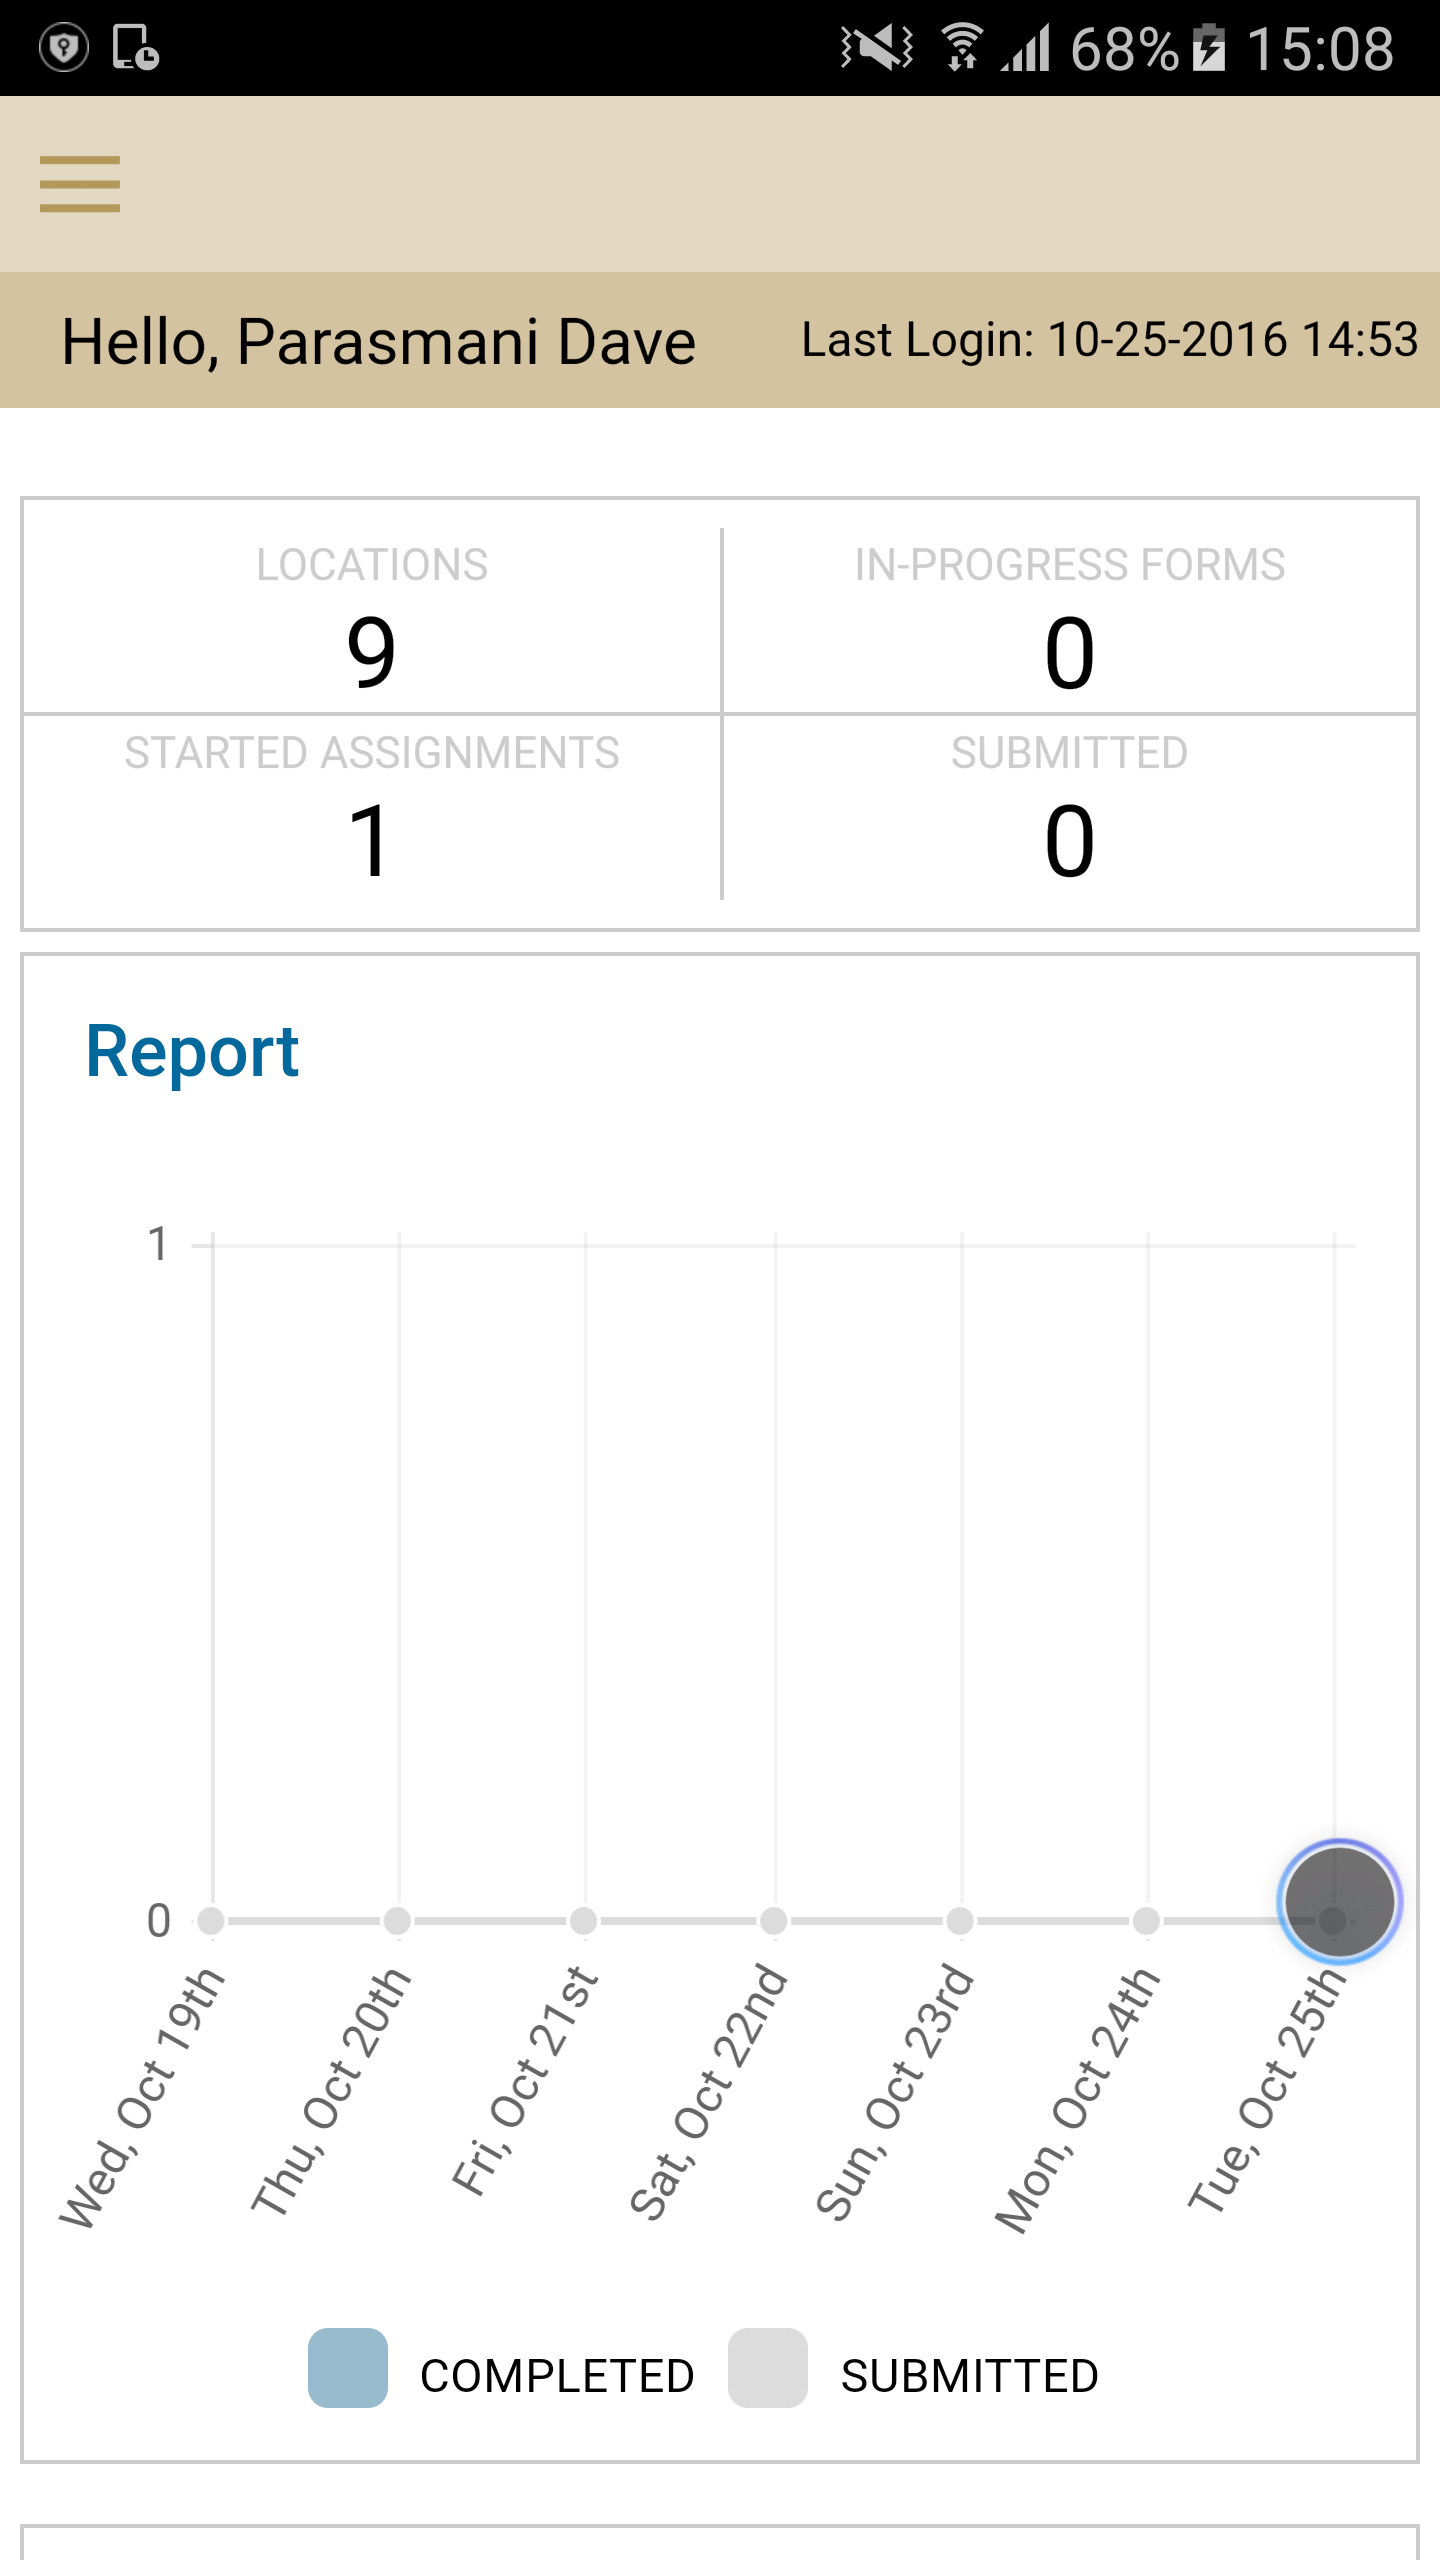 68% 15:08
Hello, Parasmani Dave Last Login: 10-25-2016 14:53
LOCATIONS IN-PROGRESS FORMS
9 0
STARTED ASSIGNMENTS SUBMITTED
1 0
Report
1
0
Wed, Oct 19th Thu, Oct 20th Fri, Oct 21st Sat, Oct 22nd Sun, Oct 23rd Mon, Oct 24th Tue, Oct 25th
COMPLETED SUBMITTED